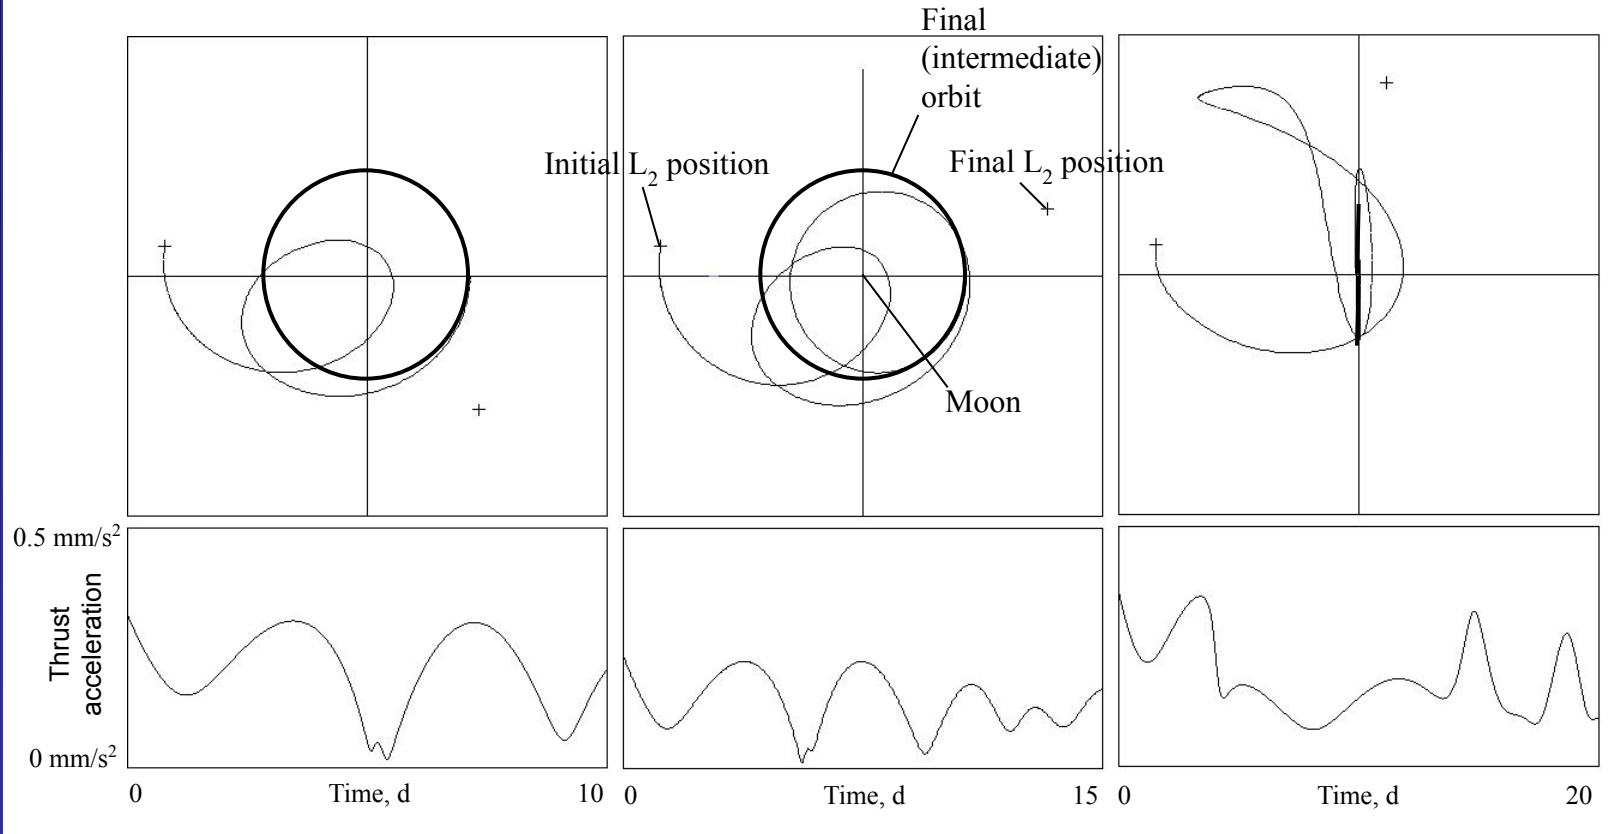 Final
(intermediate)
orbit
Initial L2 position
Final L2 position
Moon
0.5 mm/s2
Thrust
acceleration
0 mm/s2
0
Time, d
10
0
Time, d
15
0
Time, d
20